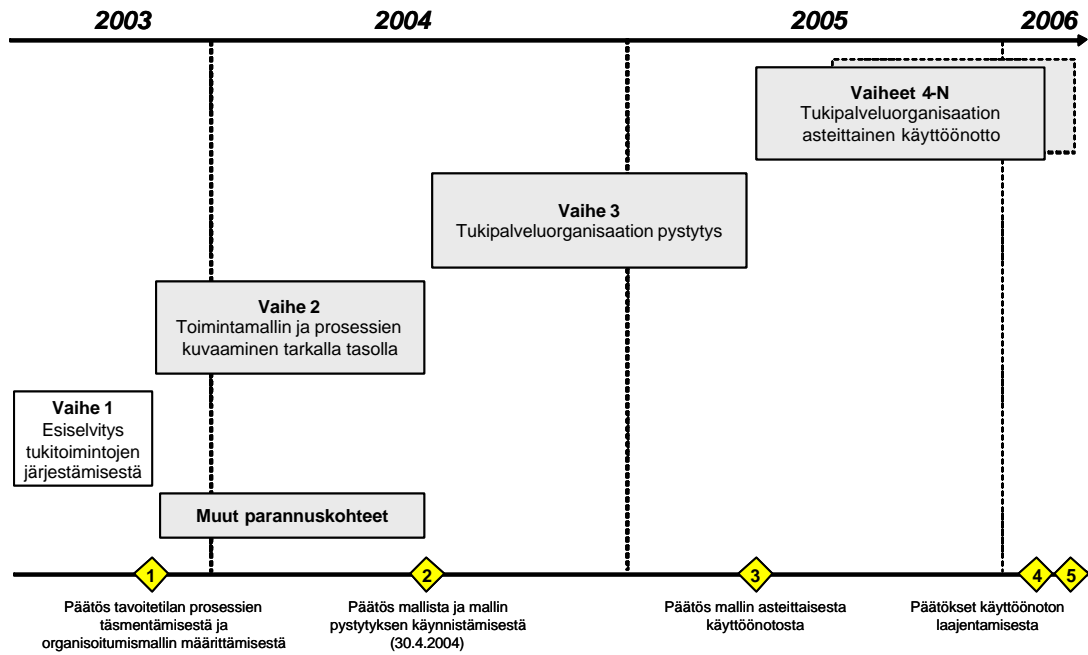 2003
2004
2005
2006
Vaiheet 4-N
Tukipalveluorganisaation
asteittainen käyttöönotto
Vaihe 3
Tukipalveluorganisaation pystytys
Vaihe 2
Toimintamallin ja prosessien
kuvaaminen tarkalla tasolla
Vaihe 1
Esiselvitys
tukitoimintojen
järjestämisestä
Muut parannuskohteet
1
2
3
4
5
Päätös tavoitetilan prosessien
täsmentämisestä ja
organisoitumismallin määrittämisestä
Päätös mallista ja mallin
pystytyksen käynnistämisestä
(30.4.2004)
Päätös mallin asteittaisesta
käyttöönotosta
Päätökset käyttöönoton
laajentamisesta